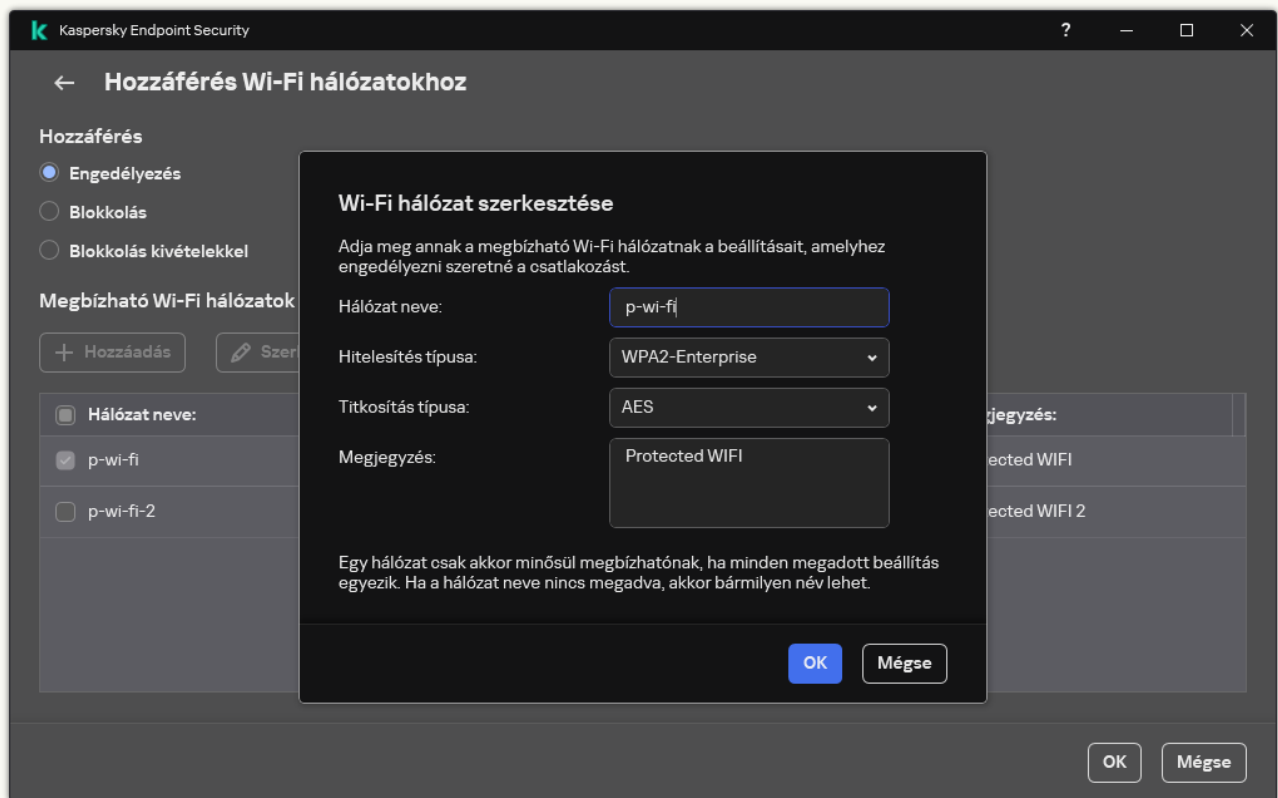 Kaspersky Endpoint Security
?
Hozzáférés Wi-Fi hálózatokhoz
Hozzáférés
Engedélyezés
Blokkolás
Blokkolás kivételekkel
Megbízható Wi-Fi hálózatok
Hozzáadás
Szer
Hálózat neve:
jegyzés:
p-wi-fi
ected WIFI
p-wi-fi-2
ected WIFI 2
Wi-Fi hálózat szerkesztése
Adja meg annak a megbízható Wi-Fi hálózatnak a beállításait, amelyhez
engedélyezni szeretné a csatlakozást.
Hálózat neve:
p-wi-fi
Hitelesítés típusa:
WPA2-Enterprise
Titkosítás típusa:
AES
Megjegyzés:
Protected WIFI
Egy hálózat csak akkor minősül megbízhatónak, ha minden megadott beállítás
egyezik. Ha a hálózat neve nincs megadva, akkor bármilyen név lehet.
OK
Mégse
OK
Mégse